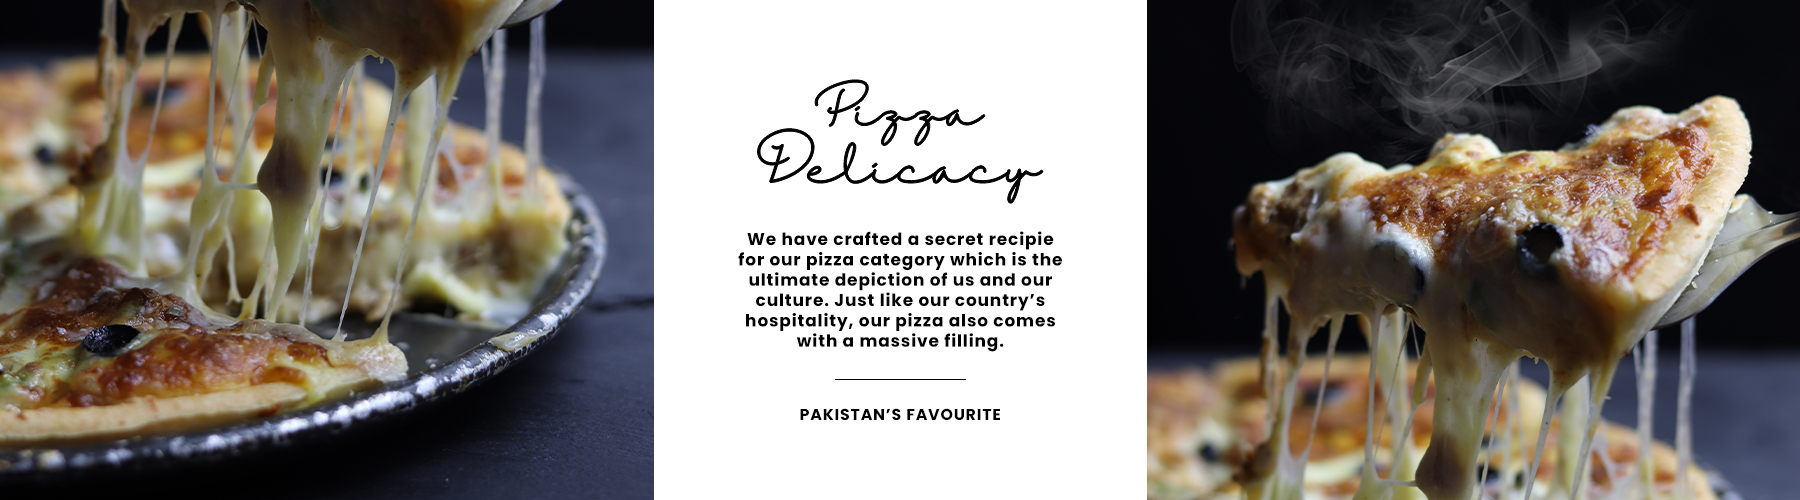 Pizza
Delicacy
We have crafted a secret recipie
for our pizza category which is the
ultimate depiction of us and our
culture. Just like our country’s
hospitality, our pizza also comes
with a massive filling.
PAKISTAN’S FAVOURITE